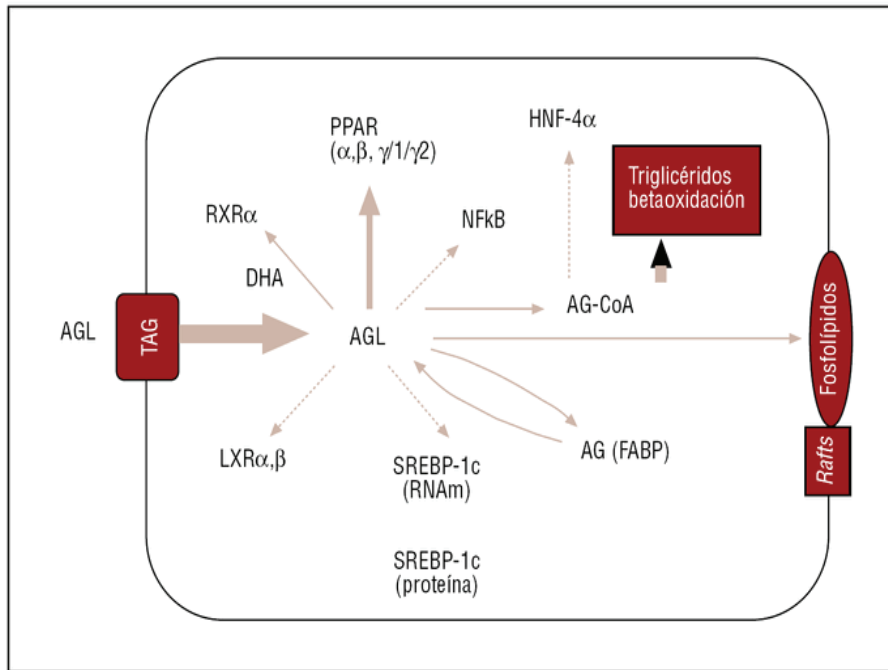 HNF-4α
PPAR
(α,β, γ/1/γ2)
Triglicéridos
betaoxidación
RXRα
NFkB
DHA
AG-CoA
AGL
TAG
AGL
Fosfolípidos
LXRα,β
SREBP-1c
(RNAm)
AG (FABP)
Rafts
SREBP-1c
(proteína)